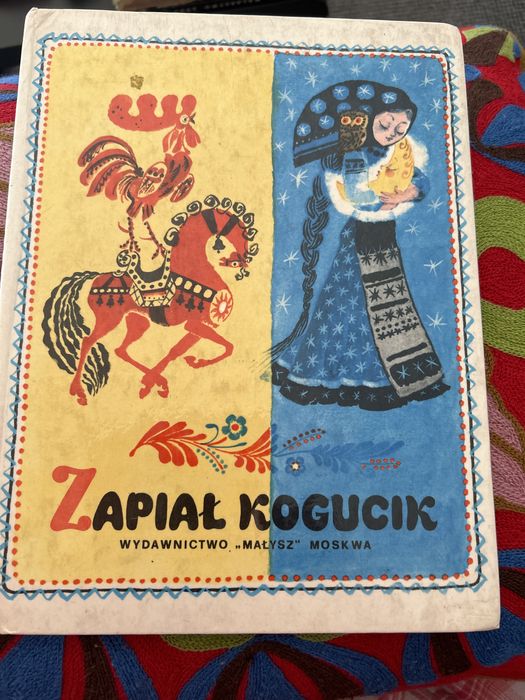 ZAPIAŁ KOGUCIK
WYDAWNICTWO „MAŁYSZ" MOSKWA